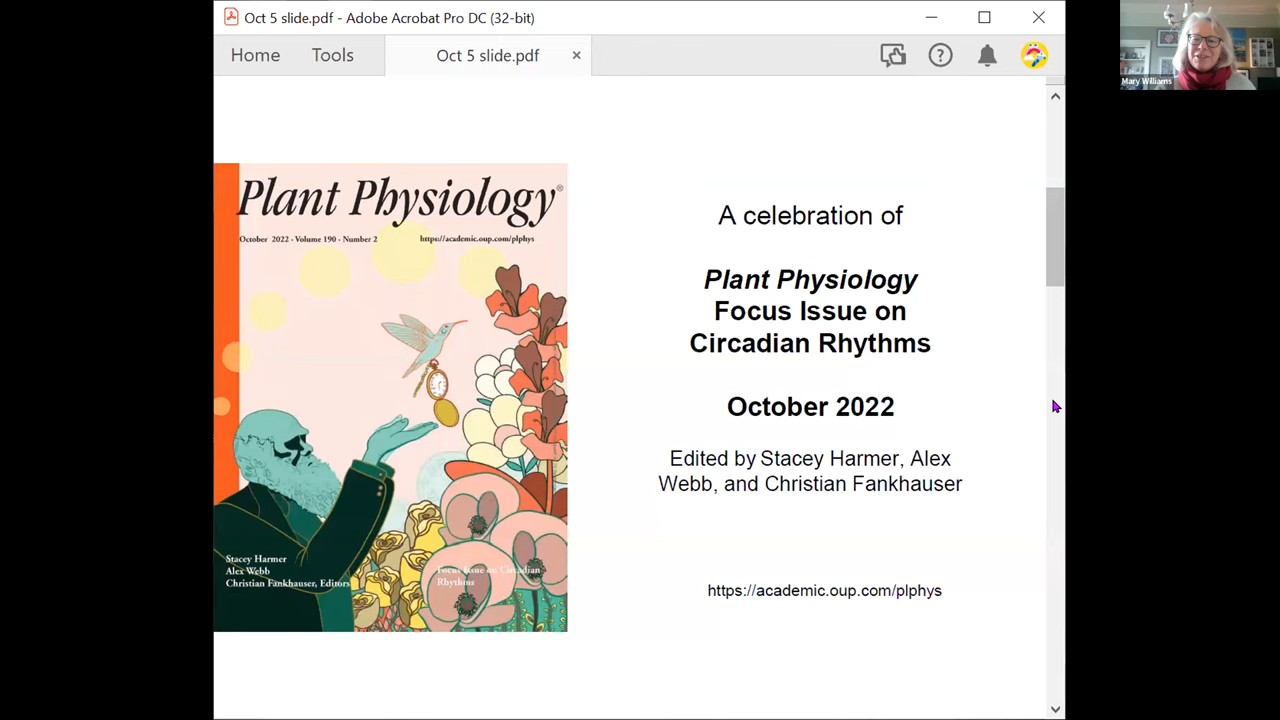 Oct 5 slide.pdf - Adobe Acrobat Pro DC (32-bit)
Home
Tools
Oct 5 slide.pdf
Mary Williams
Plant Physiology®
October 2022 - Volume 190 - Number 2
https://academic.oup.com/plphys
Stacey Harmer
Alex Webb
Christian Fankhauser, Editors
Focus Issue on Circadian
Rhythms
A celebration of
Plant Physiology
Focus Issue on
Circadian Rhythms
October 2022
Edited by Stacey Harmer, Alex
Webb, and Christian Fankhauser
https://academic.oup.com/plphys